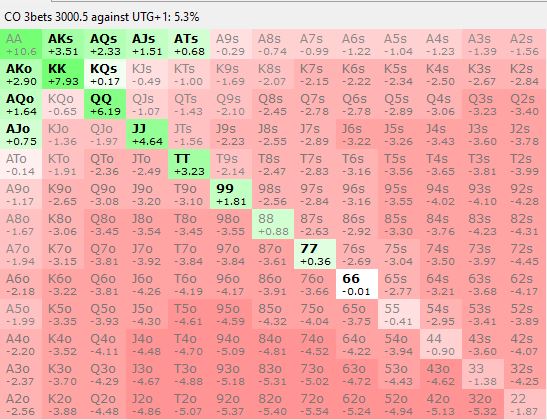 CO 3bets 3000.5 against UTG+1: 5.3%
AA AKs AQs AJs ATs A9s A8s A7s A6s A5s A4s A3s A2s
+10.6 +3.51 +2.33 +1.51 +0.68 -0.29 -0.74 -0.99 -1.22 -1.04 -1.23 -1.39 -1.56
AKo KK KQs KJs KTs K9s K8s K7s K6s K5s K4s K3s K2s
+2.90 +7.93 +0.17 -0.49 -1.00 -1.69 -2.07 -2.15 -2.22 -2.34 -2.50 -2.67 -2.84
AQo KQo QQ QJs QTs Q9s Q8s Q7s Q6s Q5s Q4s Q3s Q2s
+1.64 -0.65 +6.19 -1.07 -1.43 -2.10 -2.45 -2.78 -2.78 -2.89 -3.06 -3.23 -3.40
AJo KJo QJo JJ JTs J9s J8s J7s J6s J5s J4s J3s J2s
+0.75 -1.36 -1.97 +4.64 -1.56 -2.23 -2.55 -2.89 -3.22 -3.26 -3.43 -3.60 -3.78
ATo KTo QTo JTo TT T9s T8s T7s T6s T5s T4s T3s T2s
-0.14 -1.91 -2.36 -2.49 +3.23 -2.14 -2.47 -2.83 -3.16 -3.56 -3.65 -3.81 -3.99
A9o K9o Q9o J9o T9o 99 98s 97s 96s 95s 94s 93s 92s
-1.17 -2.65 -3.08 -3.20 -3.10 +1.81 -2.56 -2.84 -3.16 -3.55 -4.02 -4.10 -4.28
A8o K8o Q8o J8o T8o 98o 88 87s 86s 85s 84s 83s 82s
-1.67 -3.06 -3.45 -3.54 -3.45 -3.55 +0.88 -2.63 -2.92 -3.30 -3.76 -4.23 -4.31
A7o K7o Q7o J7o T7o 97o 87o 77 76s 75s 74s 73s 72s
-1.94 -3.15 -3.81 -3.92 -3.84 -3.84 -3.61 +0.36 -2.69 -3.04 -3.50 -3.97 -4.45
A6o K6o Q6o J6o T6o 96o 86o 76o 66 65s 64s 63s 62s
-2.18 -3.22 -3.81 -4.26 -4.19 -4.17 -3.91 -3.66 -0.01 -2.77 -3.21 -3.68 -4.17
A5o K5o Q5o J5o T5o 95o 85o 75o 65o 55 54s 53s 52s
-1.99 -3.35 -3.93 -4.30 -4.61 -4.59 -4.32 -4.04 -3.75 -0.41 -2.95 -3.41 -3.89
A4o K4o Q4o J4o T4o 94o 84o 74o 64o 54o 44 43s 42s
-2.20 -3.52 -4.11 -4.48 -4.70 -5.09 -4.81 -4.52 -4.22 -3.94 -0.90 -3.60 -4.07
A3o K3o Q3o J3o T3o 93o 83o 73o 63o 53o 43o 33 32s
-2.37 -3.70 -4.29 -4.67 -4.88 -5.18 -5.31 -5.02 -4.72 -4.43 -4.62 -1.38 -4.25
A2o K2o Q2o J2o T2o 92o 82o 72o 62o 52o 42o 32o 22
-2.56 -3.88 -4.48 -4.86 -5.07 -5.37 -5.40 -5.54 -5.24 -4.94 -5.13 -5.32 -1.87